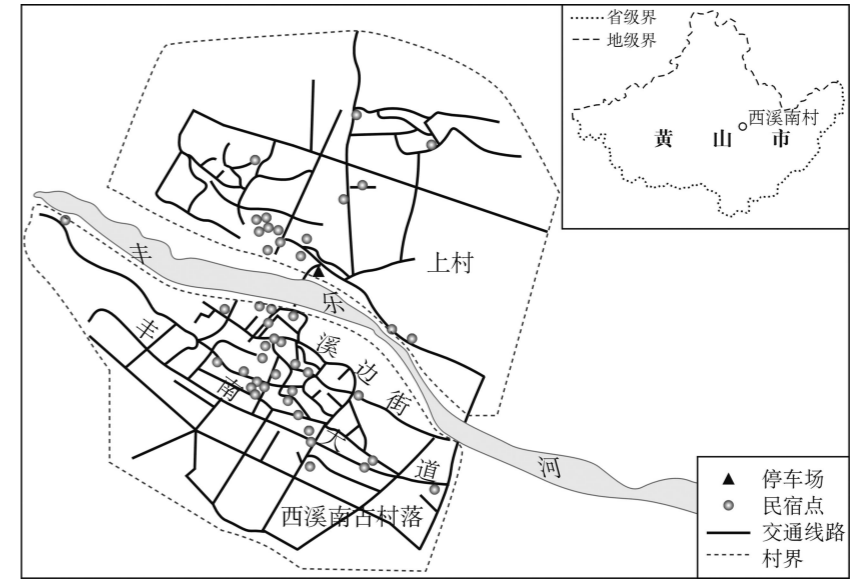 省级界
地级界
西溪南村
黄山市
上村
丰乐河
溪边街
丰南大道
西溪南古村落
停车场
民宿点
交通线路
村界